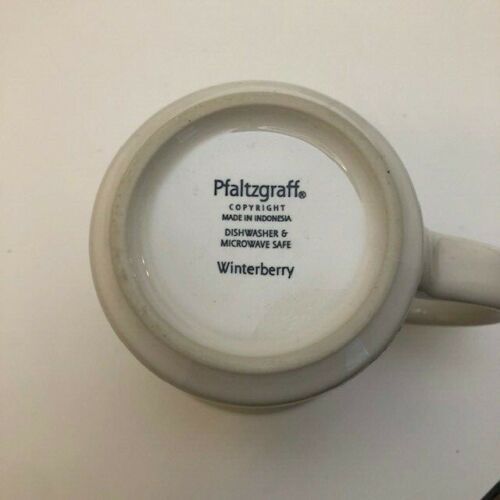 Pfaltzgraff®
COPYRIGHT
MADE IN INDONESIA
DISHWASHER &
MICROWAVE SAFE
Winterberry